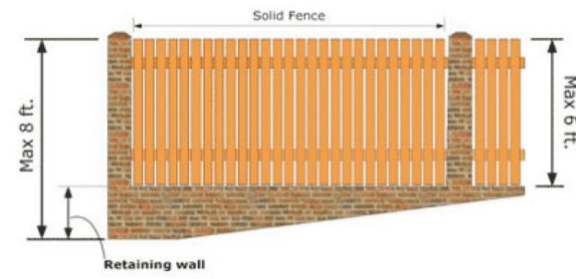 Solid Fence
Max 8 ft.
Max 6 ft.
Retaining wall